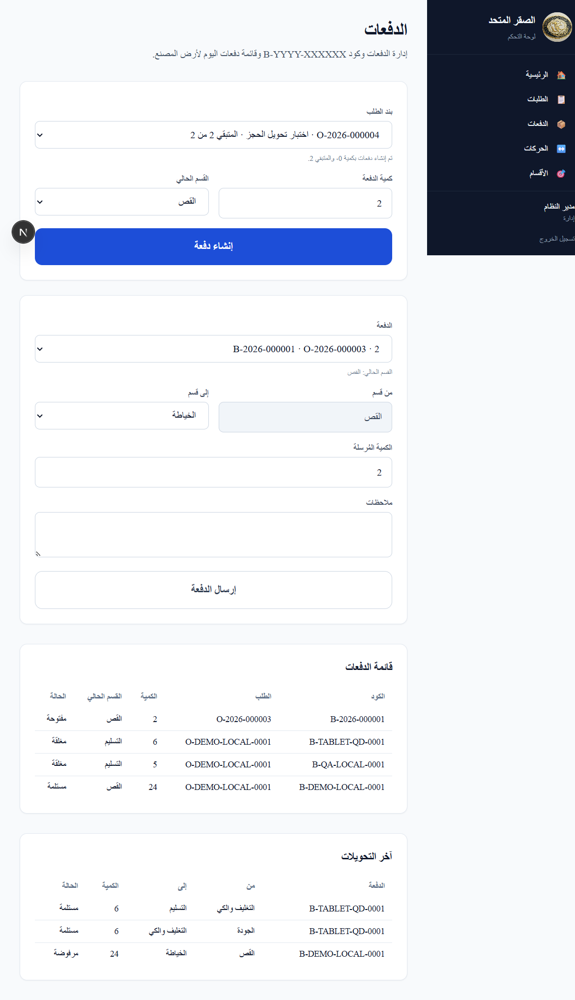 الصقر المتحد
لوحة التحكم
الرئيسية
الطلبات
الدفعات
الحركات
الأقسام
مدير النظام
إدارة
تسجيل الخروج
الدفعات
إدارة الدفعات وكود B-YYYY-XXXXXX وقائمة دفعات اليوم لأرض المصنع.
بند الطلب
O-2026-000004 · اختبار تحويل الحجز · المتبقي 2 من 2
تم إنشاء دفعات بكمية 0، والمتبقي 2.
كمية الدفعة القسم الحالي
2 القص
إنشاء دفعة
N
الدفعة
B-2026-000001 · O-2026-000003 · 2
القسم الحالي: القص
من قسم إلى قسم
القص الخياطة
الكمية المُرسلة
2
ملاحظات
إرسال الدفعة
قائمة الدفعات
الكود الطلب الكمية القسم الحالي الحالة
B-2026-000001 O-2026-000003 2 القص مفتوحة
B-TABLET-QD-0001 O-DEMO-LOCAL-0001 6 التسليم مغلقة
B-QA-LOCAL-0001 O-DEMO-LOCAL-0001 5 التسليم مغلقة
B-DEMO-LOCAL-0001 O-DEMO-LOCAL-0001 24 القص مستلمة
آخر التحويلات
الدفعة من إلى الكمية الحالة
B-TABLET-QD-0001 التغليف والكي التسليم 6 مستلمة
B-TABLET-QD-0001 الجودة التغليف والكي 6 مستلمة
B-DEMO-LOCAL-0001 القص الخياطة 24 مرفوضة